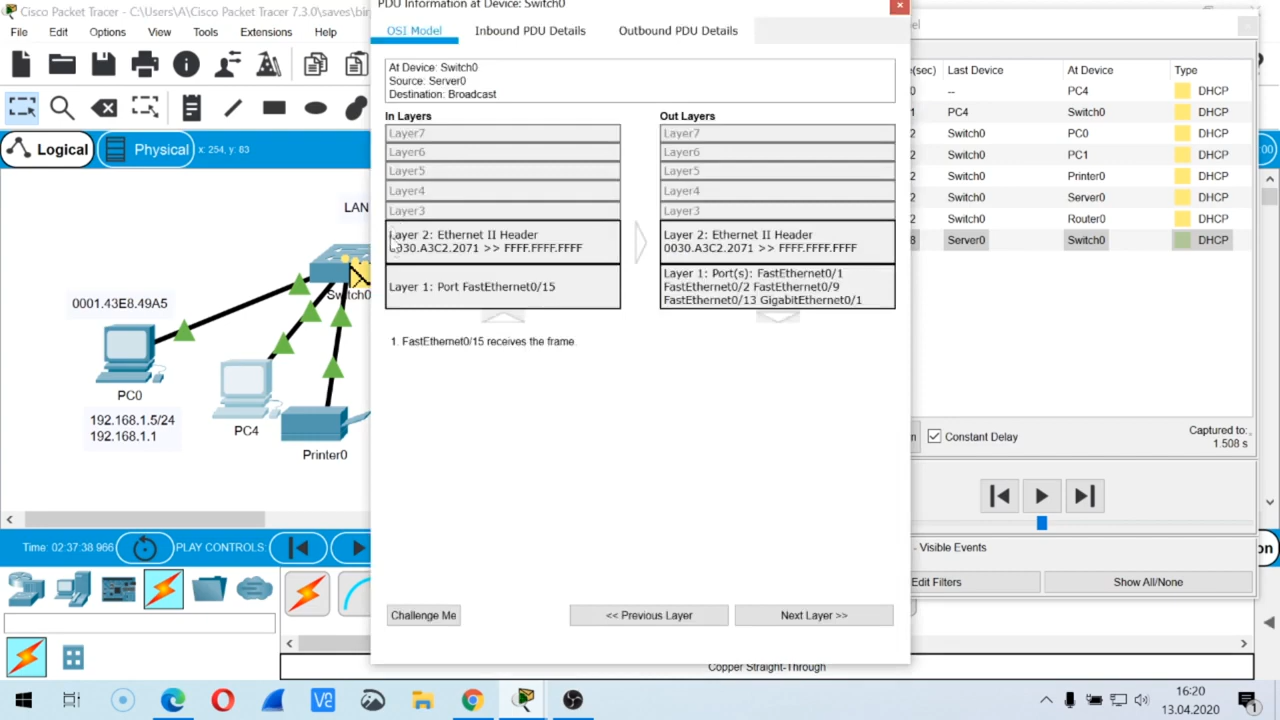 Cisco Packet Tracer - C:\Users\A\Cisco Packet Tracer 7.3.0\saves\bin
PDU Information at Device: Switch0
File Edit Options View Tools Extensions Help
OSI Model Inbound PDU Details Outbound PDU Details
At Device: Switch0
Source: Server0
Destination: Broadcast
In Layers Out Layers
Layer7 Layer7
Layer6 Layer6
Layer5 Layer5
Layer4 Layer4
Layer3 Layer3
Layer 2: Ethernet II Header
0030.A3C2.2071 >> FFFF.FFFF.FFFF
Layer 2: Ethernet II Header
0030.A3C2.2071 >> FFFF.FFFF.FFFF
Layer 1: Port FastEthernet0/15
Layer 1: Port(s): FastEthernet0/1
FastEthernet0/2 FastEthernet0/9
FastEthernet0/13 GigabitEthernet0/1
1. FastEthernet0/15 receives the frame.
Challenge Me << Previous Layer Next Layer >>
Logical Physical x: 254, y: 83
LAN
Switch0
0001.43E8.49A5
PC0
192.168.1.5/24
192.168.1.1
PC4
Printer0
(sec) Last Device At Device Type
-- PC4 DHCP
PC4 Switch0 DHCP
Switch0 PC0 DHCP
Switch0 PC1 DHCP
Switch0 Printer0 DHCP
Switch0 Server0 DHCP
Switch0 Router0 DHCP
Server0 Switch0 DHCP
Constant Delay
Captured to:
1.508 s
- Visible Events
Edit Filters Show All/None
Time: 02:37:38.966 PLAY CONTROLS:
Copper Straight-Through
16:20
13.04.2020